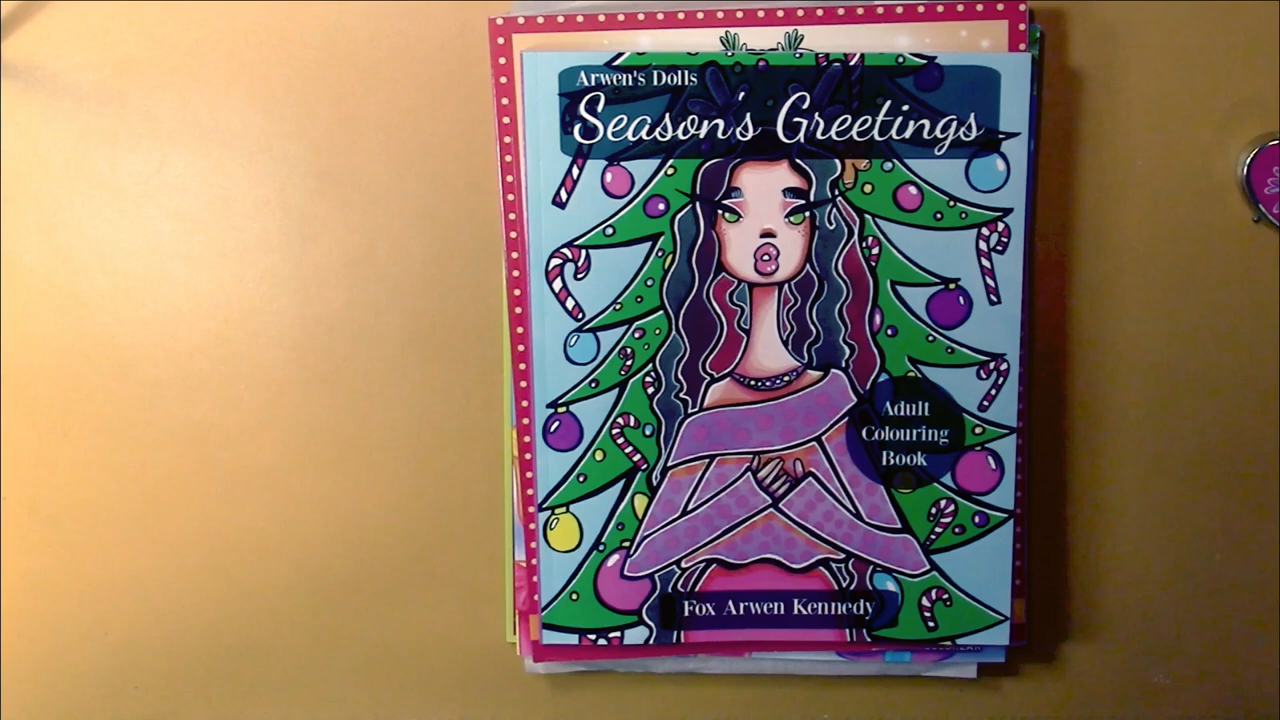 Arwen's Dolls
Season's Greetings
Adult
Colouring
Book
Fox Arwen Kennedy